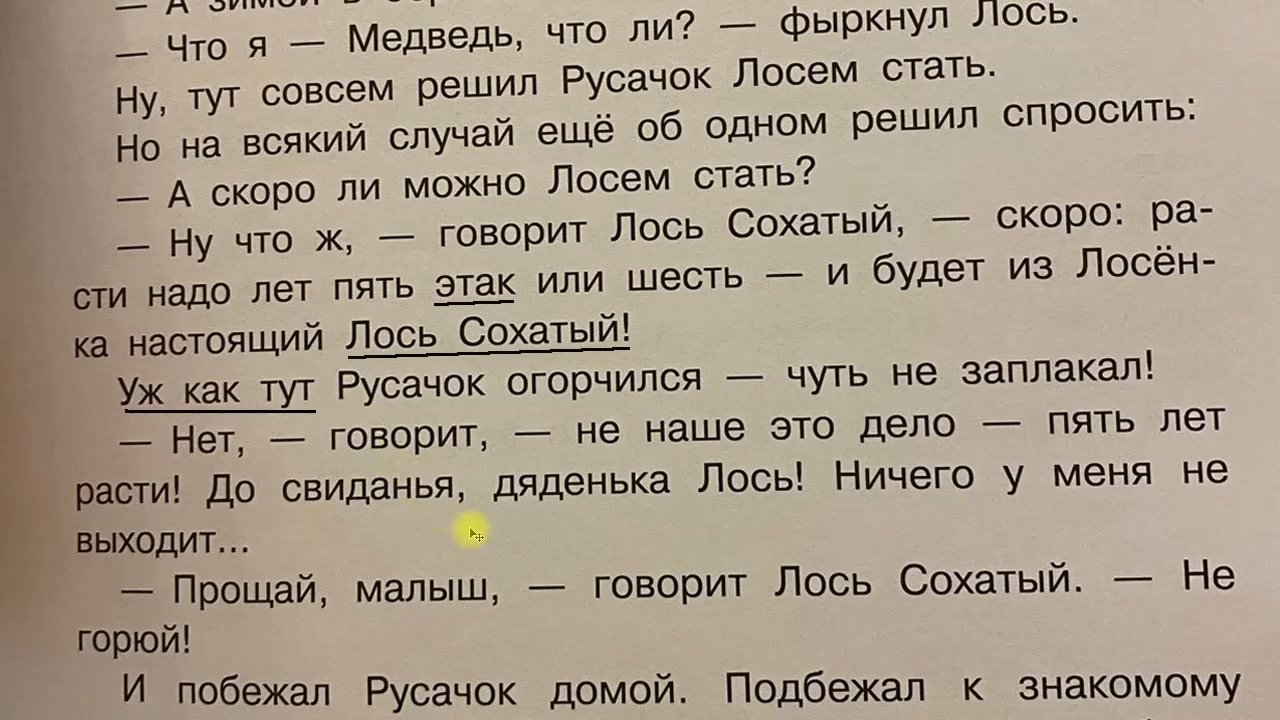 — А зимой в
— Что я — Медведь, что ли? — фыркнул Лось.
Ну, тут совсем решил Русачок Лосем стать.
Но на всякий случай ещё об одном решил спросить:
— А скоро ли можно Лосем стать?
— Ну что ж, — говорит Лось Сохатый, — скоро: ра-
сти надо лет пять этак или шесть — и будет из Лосён-
ка настоящий Лось Сохатый!
Уж как тут Русачок огорчился — чуть не заплакал!
— Нет, — говорит, — не наше это дело — пять лет
расти! До свиданья, дяденька Лось! Ничего у меня не
выходит...
— Прощай, малыш, — говорит Лось Сохатый. — Не
горюй!
И побежал Русачок домой. Подбежал к знакомому